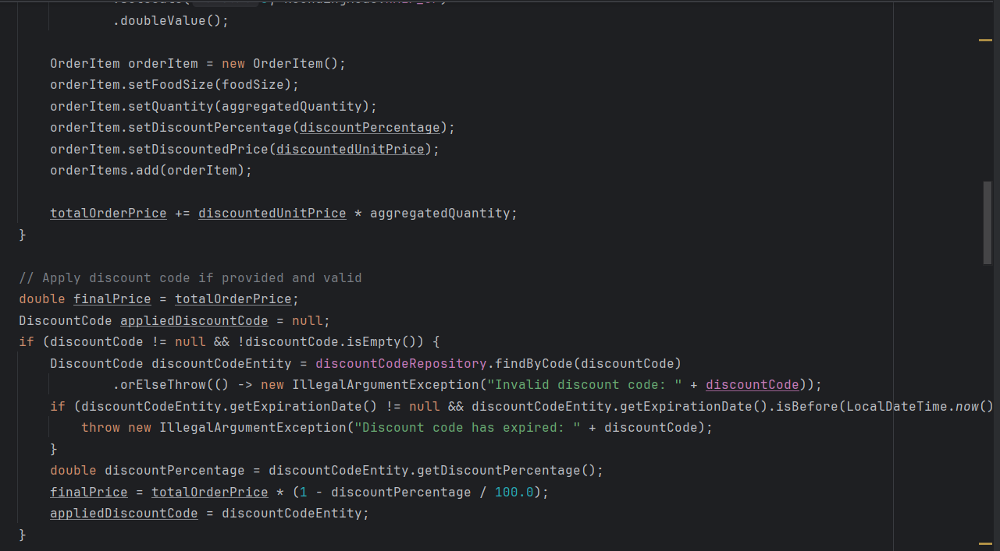 .doubleValue();
OrderItem orderItem = new OrderItem();
orderItem.setFoodSize(foodSize);
orderItem.setQuantity(aggregatedQuantity);
orderItem.setDiscountPercentage(discountPercentage);
orderItem.setDiscountedPrice(discountedUnitPrice);
orderItems.add(orderItem);
totalOrderPrice += discountedUnitPrice * aggregatedQuantity;
}
// Apply discount code if provided and valid
double finalPrice = totalOrderPrice;
DiscountCode appliedDiscountCode = null;
if (discountCode != null && !discountCode.isEmpty()) {
DiscountCode discountCodeEntity = discountCodeRepository.findByCode(discountCode)
.orElseThrow(() -> new IllegalArgumentException("Invalid discount code: " + discountCode));
if (discountCodeEntity.getExpirationDate() != null && discountCodeEntity.getExpirationDate().isBefore(LocalDateTime.now()
throw new IllegalArgumentException("Discount code has expired: " + discountCode);
}
double discountPercentage = discountCodeEntity.getDiscountPercentage();
finalPrice = totalOrderPrice * (1 - discountPercentage / 100.0);
appliedDiscountCode = discountCodeEntity;
}